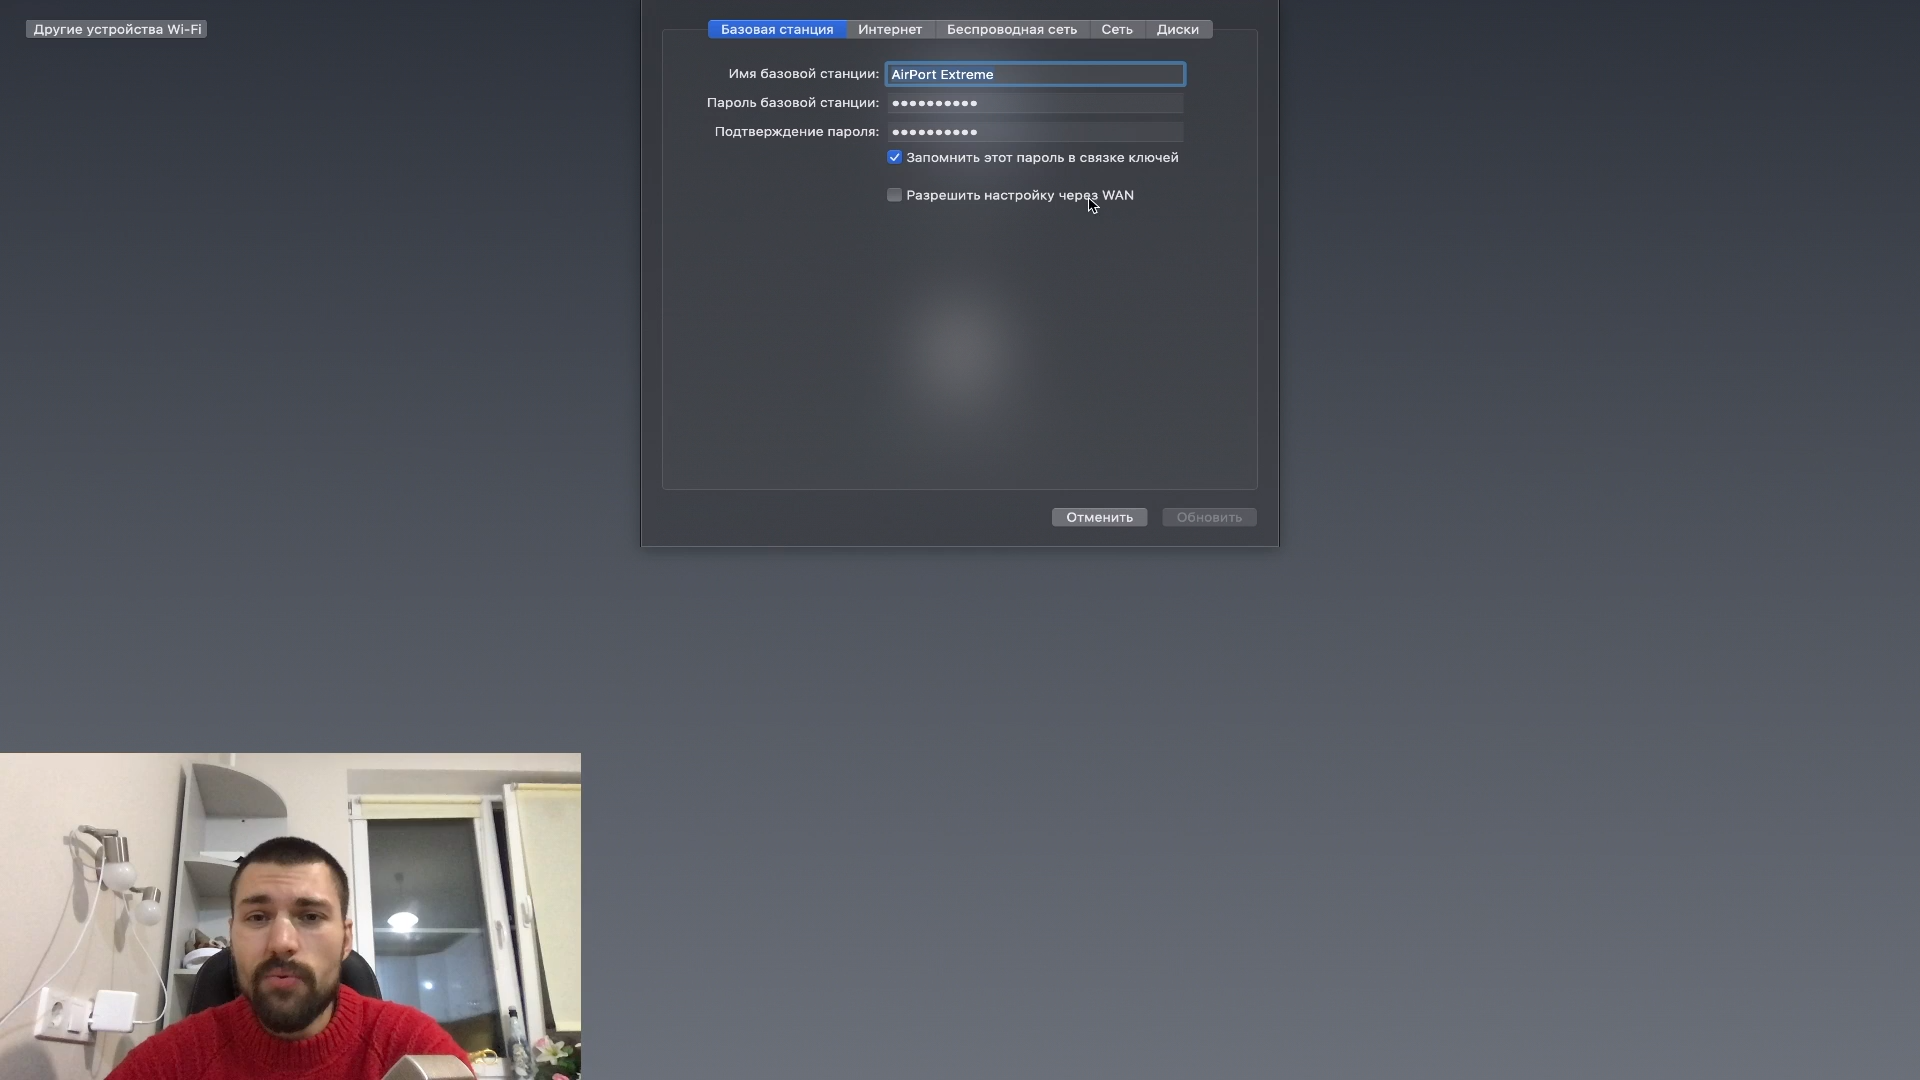 Другие устройства Wi-Fi
Базовая станция Интернет Беспроводная сеть Сеть Диски
Имя базовой станции: AirPort Extreme
Пароль базовой станции: ••••••••••
Подтверждение пароля: ••••••••••
Запомнить этот пароль в связке ключей
Разрешить настройку через WAN
Отменить Обновить